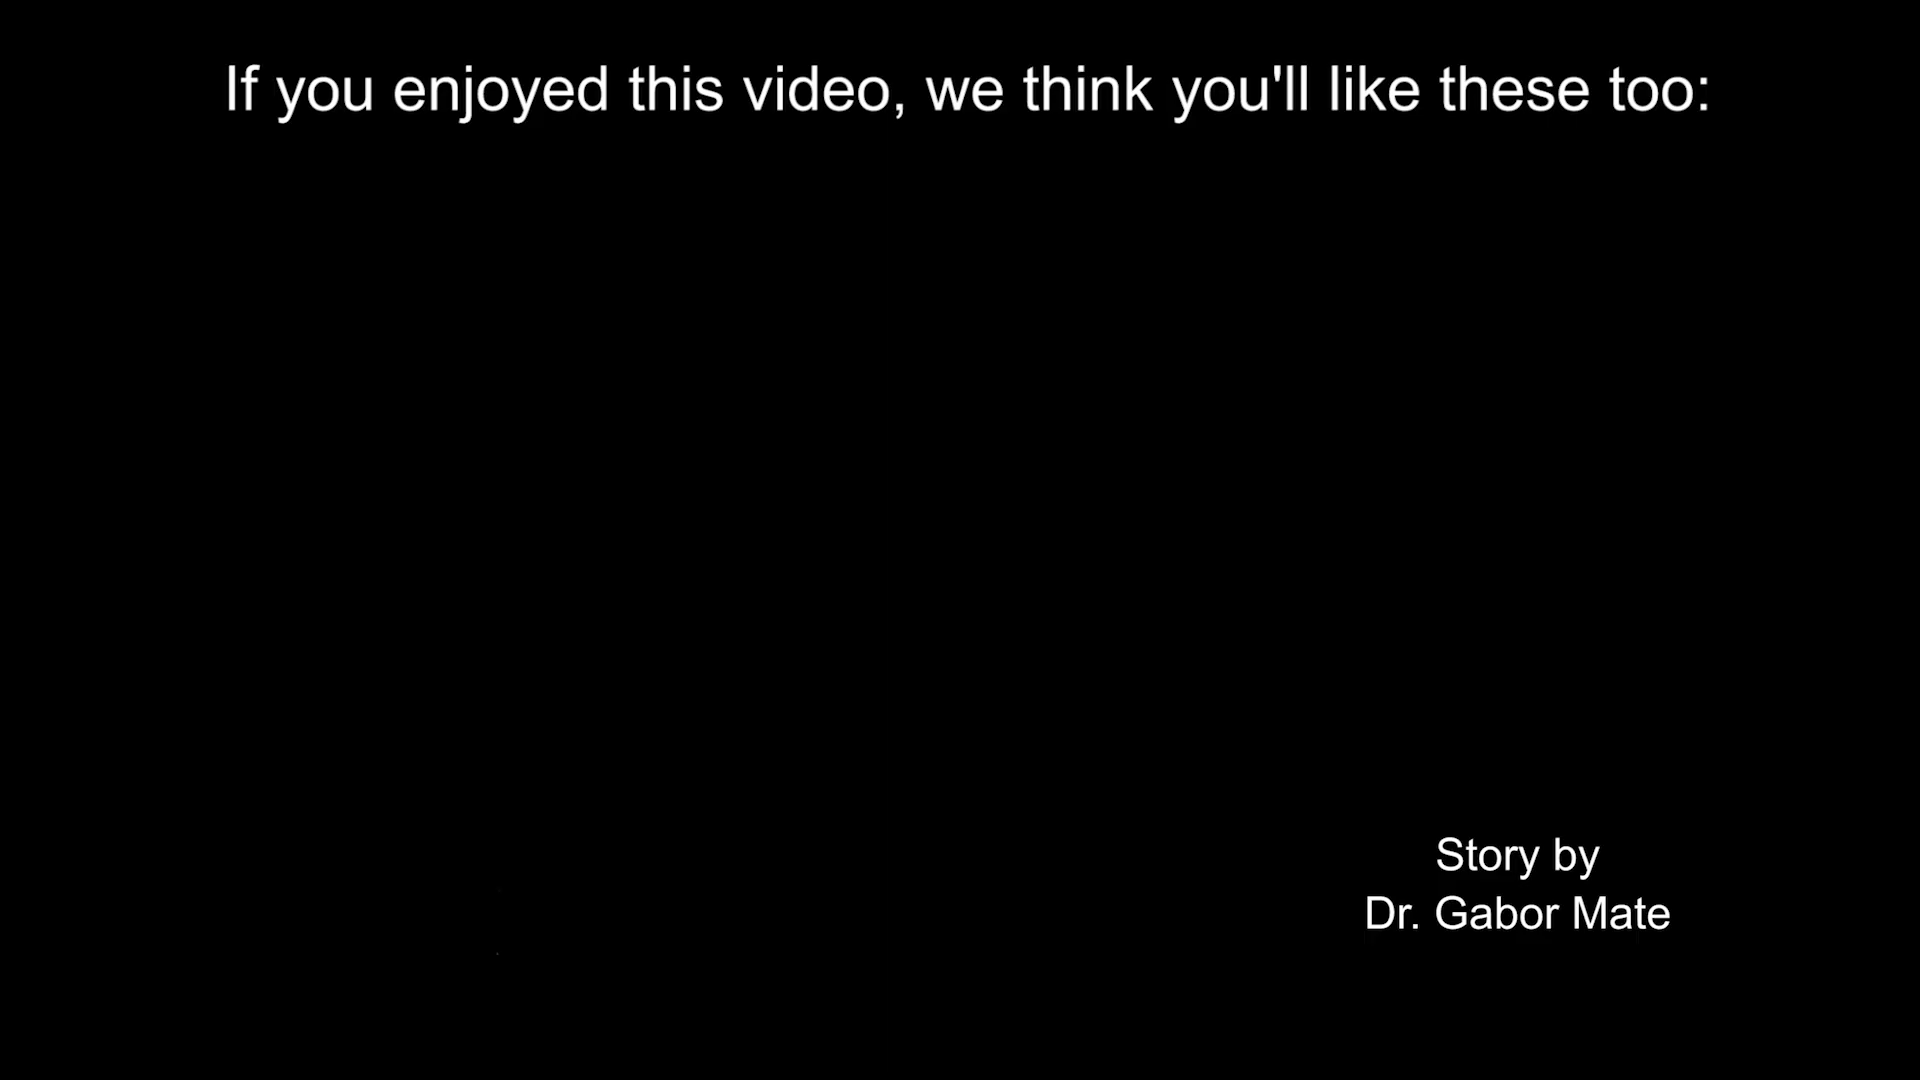 If you enjoyed this video, we think you'll like these too:
Story by
Dr. Gabor Mate